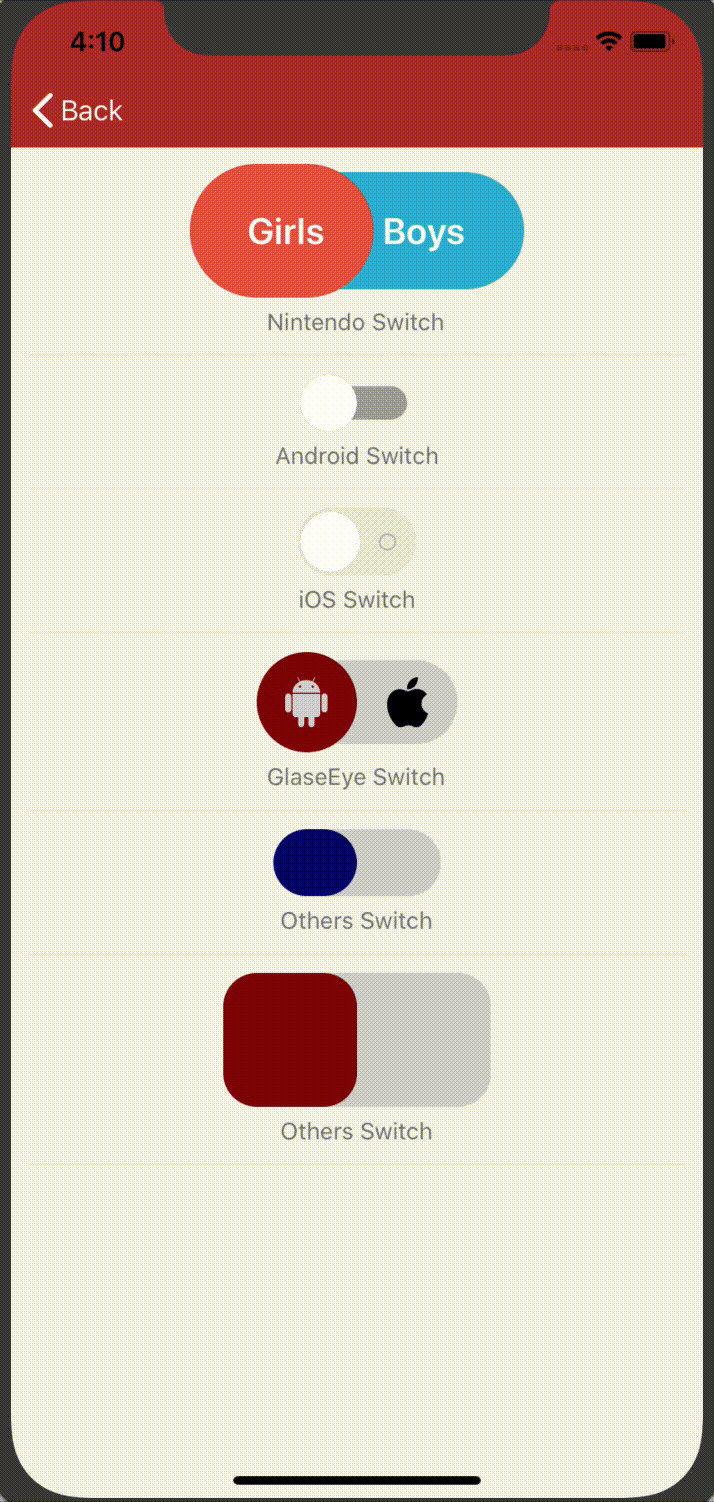 4:10
Back
Girls Boys
Nintendo Switch
Android Switch
iOS Switch
GlaseEye Switch
Others Switch
Others Switch